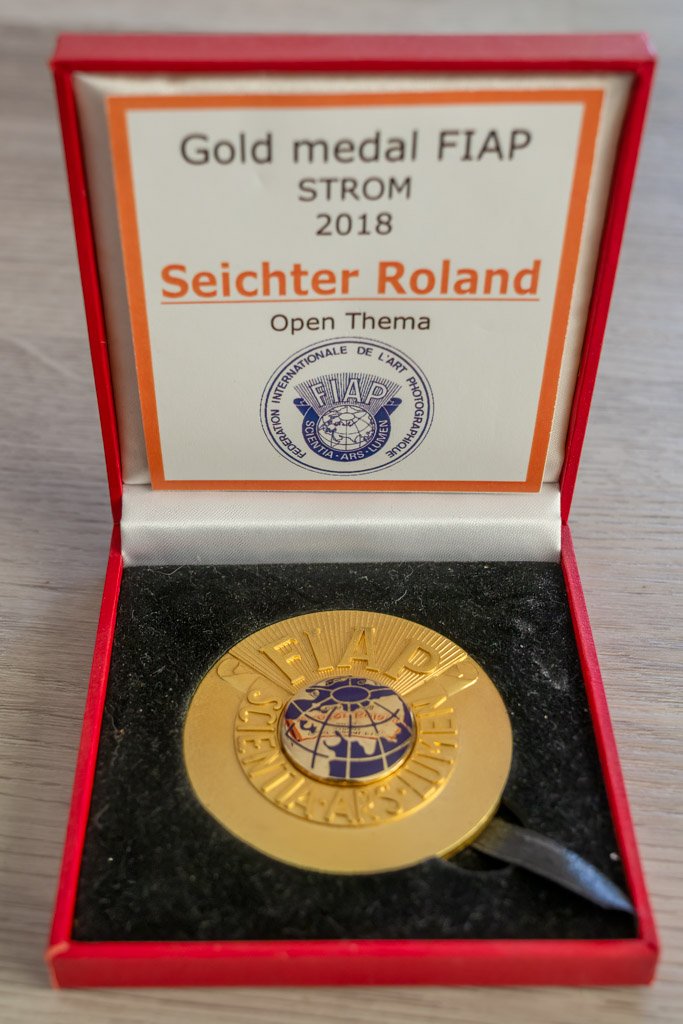 Gold medal FIAP
STROM
2018
Seichter Roland
Open Thema
FÉDÉRATION INTERNATIONALE DE L'ART PHOTOGRAPHIQUE
FIAP
SCIENTIA · ARS · LUMEN
FIAP
SCIENTIA · ARS · LUMEN